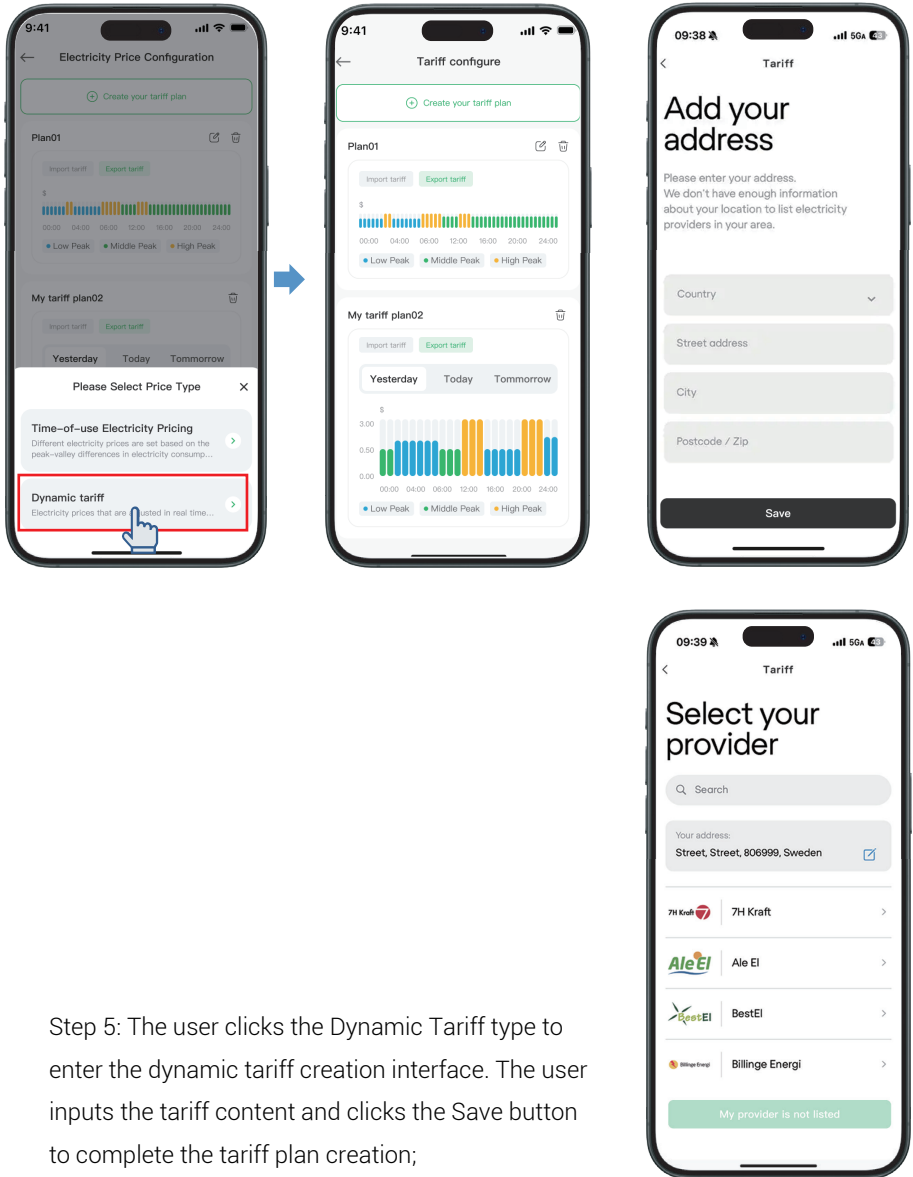 9:41
Electricity Price Configuration
Create your tariff plan
Plan01
Import tariff Export tariff
$
00:00 04:00 06:00 12:00 16:00 20:00 24:00
Low Peak Middle Peak High Peak
My tariff plan02
Import tariff Export tariff
Yesterday Today Tommorrow
Please Select Price Type
Time-of-use Electricity Pricing
Different electricity prices are set based on the
peak-valley differences in electricity consump...
Dynamic tariff
Electricity prices that are adjusted in real time...
9:41
Tariff configure
Create your tariff plan
Plan01
Import tariff Export tariff
$
00:00 04:00 06:00 12:00 16:00 20:00 24:00
Low Peak Middle Peak High Peak
My tariff plan02
Import tariff Export tariff
Yesterday Today Tommorrow
$
3.00
0.50
0.00
00:00 04:00 06:00 12:00 16:00 20:00 24:00
Low Peak Middle Peak High Peak
09:38 5GA 43
Tariff
Add your
address
Please enter your address.
We don't have enough information
about your location to list electricity
providers in your area.
Country
Street address
City
Postcode / Zip
Save
09:39 5GA 43
Tariff
Select your
provider
Search
Your address:
Street, Street, 806999, Sweden
7H Kraft 7H Kraft
Ale El Ale El
BestEl BestEl
Billinge Energi Billinge Energi
My provider is not listed
Step 5: The user clicks the Dynamic Tariff type to
enter the dynamic tariff creation interface. The user
inputs the tariff content and clicks the Save button
to complete the tariff plan creation;